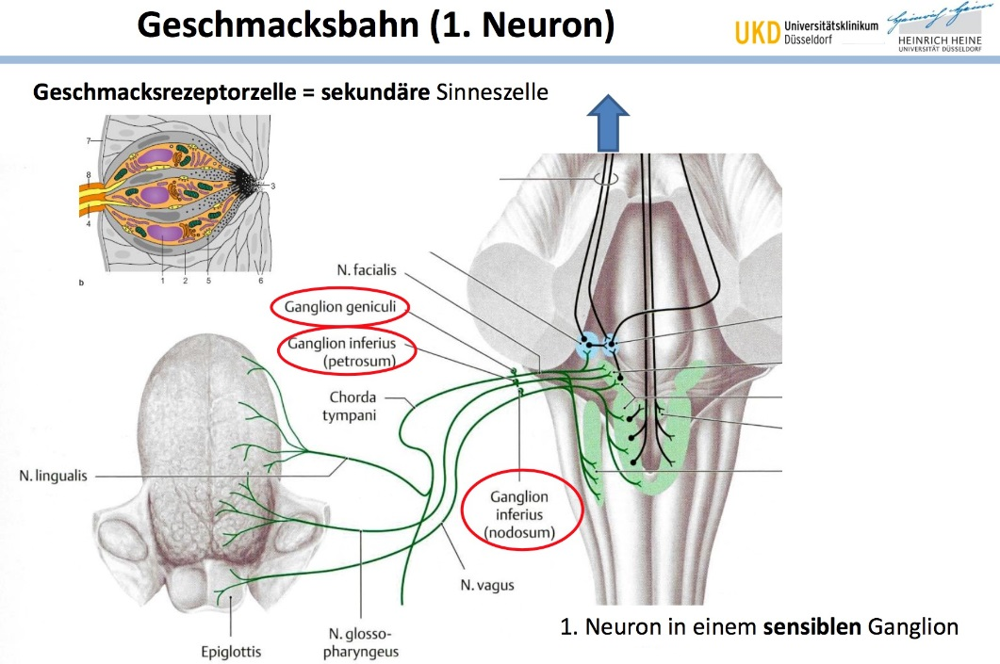 Geschmacksbahn (1. Neuron)
UKD Universitätsklinikum
Düsseldorf
Heinrich Heine
HEINRICH HEINE
UNIVERSITÄT DÜSSELDORF
Geschmacksrezeptorzelle = sekundäre Sinneszelle
7
8
3
4
b
1 2 5 6
N. facialis
Ganglion geniculi
Ganglion inferius
(petrosum)
Chorda
tympani
N. lingualis
Ganglion
inferius
(nodosum)
N. vagus
N. glosso-
pharyngeus
Epiglottis
1. Neuron in einem sensiblen Ganglion